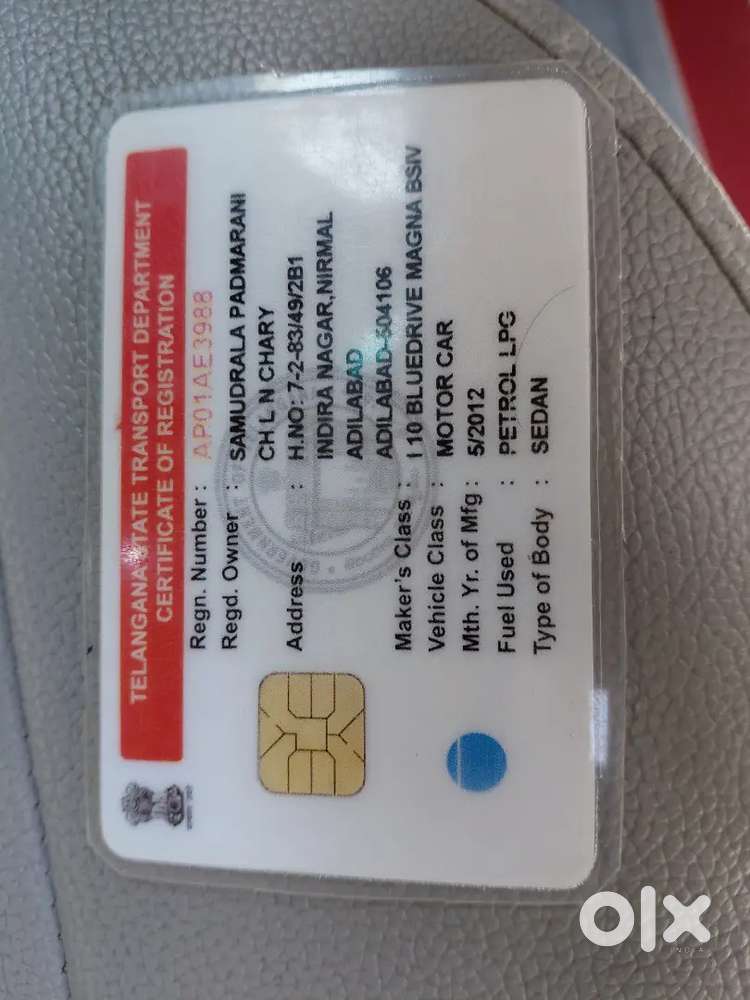 TELANGANA STATE TRANSPORT DEPARTMENT
CERTIFICATE OF REGISTRATION
Regn. Number : AP01AE3988
Regd. Owner : SAMUDRALA PADMARANI
CH L N CHARY
Address : H.NO: 7-2-83/49/2B1
INDIRA NAGAR,NIRMAL
ADILABAD
ADILABAD-504106
Maker's Class : I 10 BLUEDRIVE MAGNA BSIV
Vehicle Class : MOTOR CAR
Mth. Yr. of Mfg : 5/2012
Fuel Used : PETROL LPG
Type of Body : SEDAN
olx
INDIA